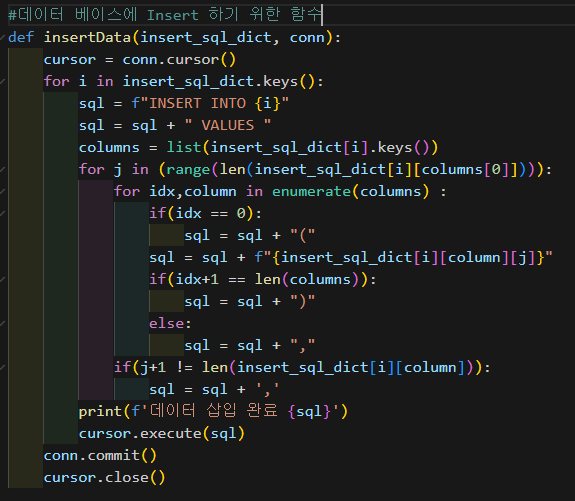 #데이터 베이스에 Insert 하기 위한 함수
def insertData(insert_sql_dict, conn):
    cursor = conn.cursor()
    for i in insert_sql_dict.keys():
        sql = f"INSERT INTO {i}"
        sql = sql + " VALUES "
        columns = list(insert_sql_dict[i].keys())
        for j in (range(len(insert_sql_dict[i][columns[0]]))):
            for idx,column in enumerate(columns) :
                if(idx == 0):
                    sql = sql + "("
                sql = sql + f"{insert_sql_dict[i][column][j]}"
                if(idx+1 == len(columns)):
                    sql = sql + ")"
                else:
                    sql = sql + ","
            if(j+1 != len(insert_sql_dict[i][column])):
                sql = sql + ','
        print(f'데이터 삽입 완료 {sql}')
        cursor.execute(sql)
    conn.commit()
    cursor.close()